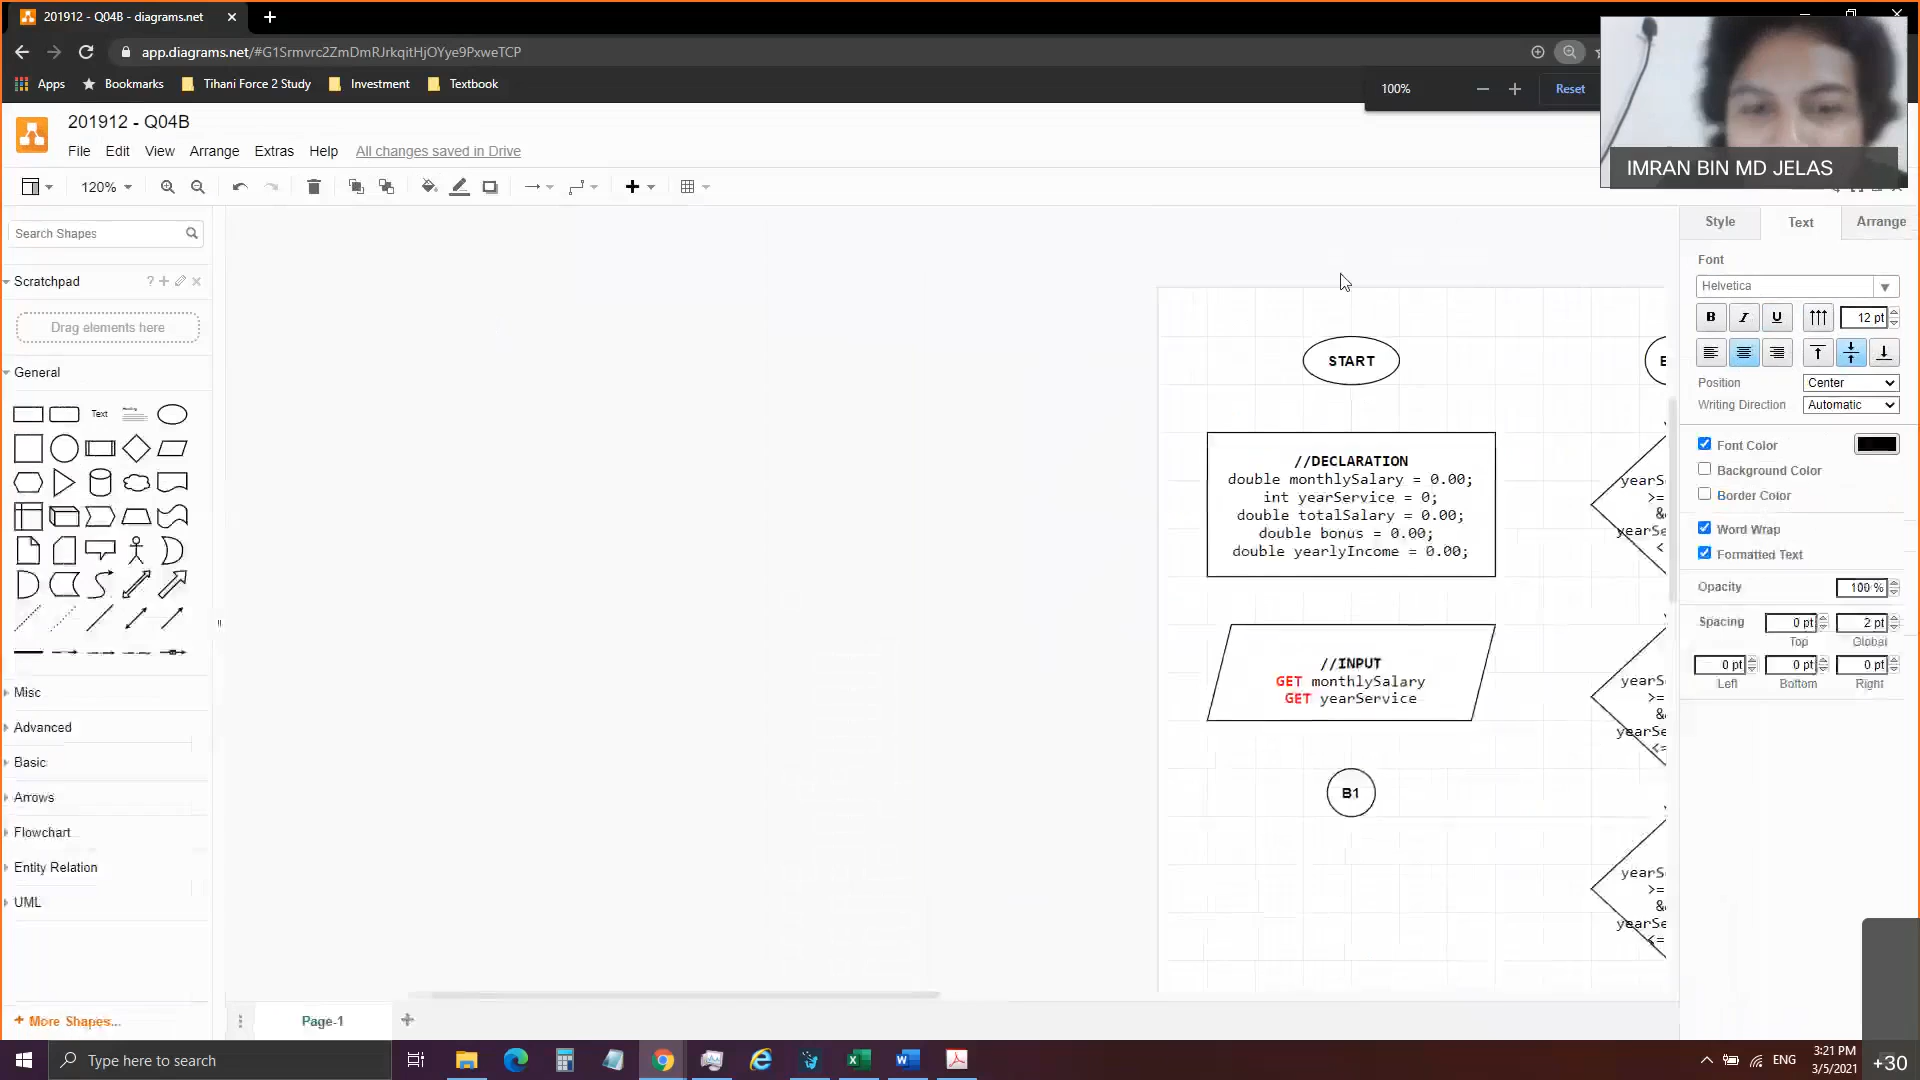 201912 - Q04B - diagrams.net
app.diagrams.net/#G1Srmvrc2ZmDmRJrkqitHjOYye9PxweTCP
Apps
Bookmarks
Tihani Force 2 Study
Investment
Textbook
100%
Reset
IMRAN BIN MD JELAS
201912 - Q04B
File
Edit
View
Arrange
Extras
Help
All changes saved in Drive
120%
Search Shapes
Scratchpad
?
Drag elements here
General
Text
Heading
Misc
Advanced
Basic
Arrows
Flowchart
Entity Relation
UML
+ More Shapes...
START
//DECLARATION
double monthlySalary = 0.00;
int yearService = 0;
double totalSalary = 0.00;
double bonus = 0.00;
double yearlyIncome = 0.00;
//INPUT
GET monthlySalary
GET yearService
B1
yearS
>=
yearSe
<
yearS
>=
yearSe
<=
yearS
>=
yearSe
<=
Style
Text
Arrange
Font
Helvetica
B
I
U
12 pt
Position
Center
Writing Direction
Automatic
Font Color
Background Color
Border Color
Word Wrap
Formatted Text
Opacity
100 %
Spacing
0 pt
2 pt
Top
Global
0 pt
0 pt
0 pt
Left
Bottom
Right
Page-1
Type here to search
ENG
3:21 PM
3/5/2021
+30